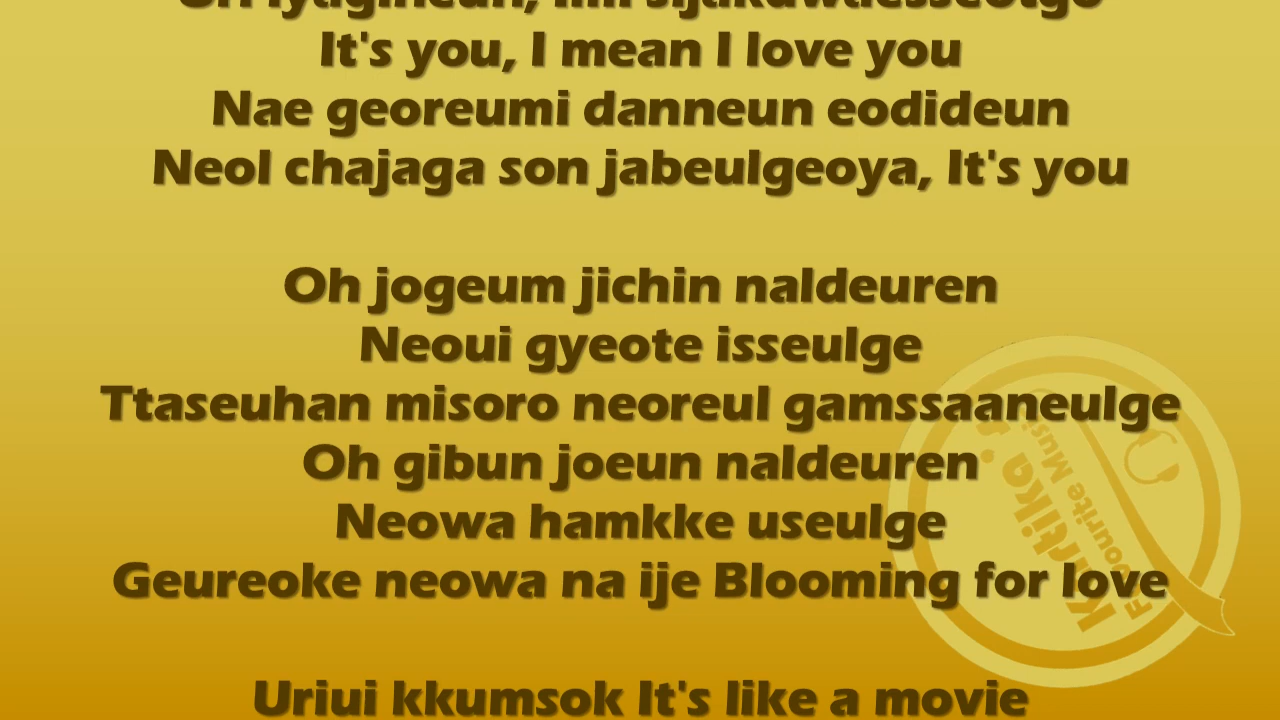 It's you, I mean I love you
Nae georeumi danneun eodideun
Neol chajaga son jabeulgeoya, It's you
Oh jogeum jichin naldeuren
Neoui gyeote isseulge
Ttaseuhan misoro neoreul gamssaaneulge
Oh gibun joeun naldeuren
Neowa hamkke useulge
Geureoke neowa na ije Blooming for love
Uriui kkumsok It's like a movie